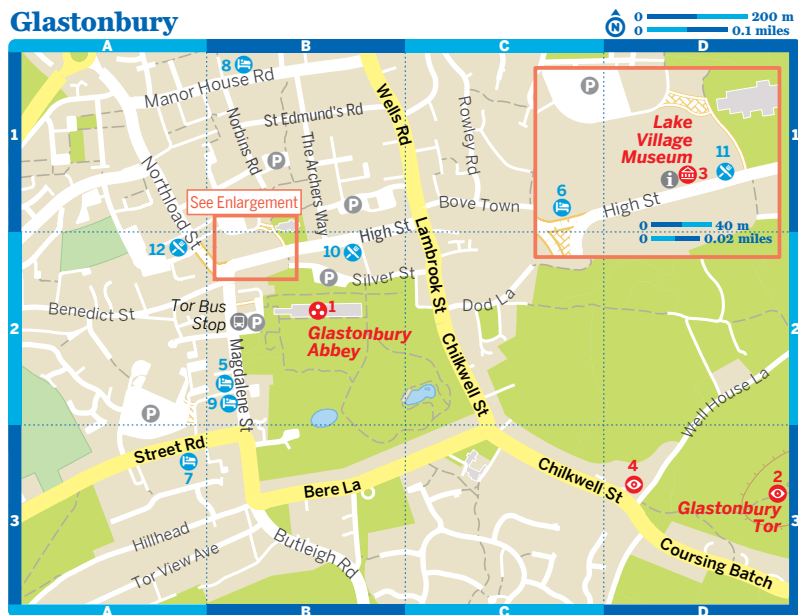 Glastonbury
N
0 200 m
0 0.1 miles
A B C D
1
1
2
2
3
3
8
Manor House Rd
St Edmund's Rd
Norbins Rd
The Archers Way
Wells Rd
Rowley Rd
P
P
P
Lake
Village
Museum
11
3
i
6
High St
0 40 m
0 0.02 miles
Northload St
See Enlargement
Bove Town
High St
Lambrook St
12
10
P
Silver St
Benedict St
Tor Bus
Stop
P
1
Glastonbury
Abbey
Dod La
Magdalene St
5
9
P
Chilkwell St
Well House La
Street Rd
7
Bere La
Chilkwell St
4
2
Glastonbury
Tor
Hillhead
Tor View Ave
Butleigh Rd
Coursing Batch
A B C D